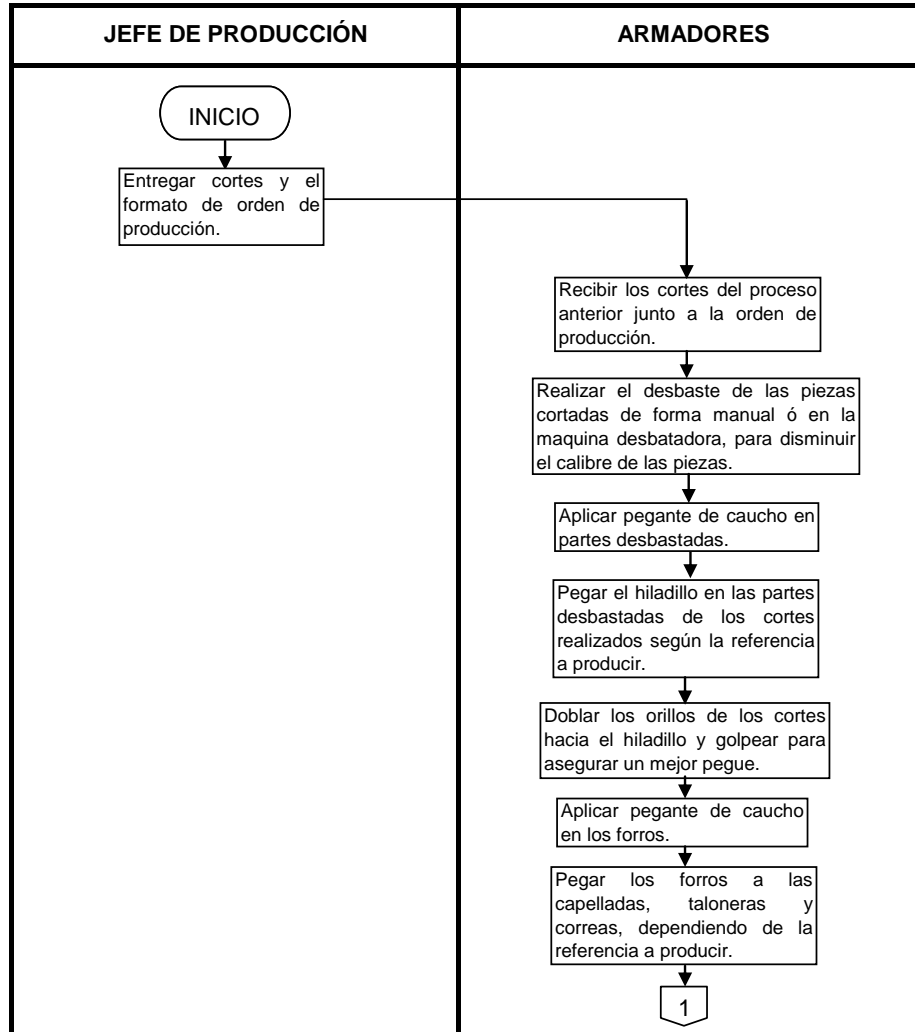 JEFE DE PRODUCCIÓN
ARMADORES
INICIO
Entregar cortes y el
formato de orden de
producción.
Recibir los cortes del proceso
anterior junto a la orden de
producción.
Realizar el desbaste de las piezas
cortadas de forma manual ó en la
maquina desbatadora, para disminuir
el calibre de las piezas.
Aplicar pegante de caucho en
partes desbastadas.
Pegar el hiladillo en las partes
desbastadas de los cortes
realizados según la referencia
a producir.
Doblar los orillos de los cortes
hacia el hiladillo y golpear para
asegurar un mejor pegue.
Aplicar pegante de caucho
en los forros.
Pegar los forros a las
capelladas, taloneras y
correas, dependiendo de la
referencia a producir.
1